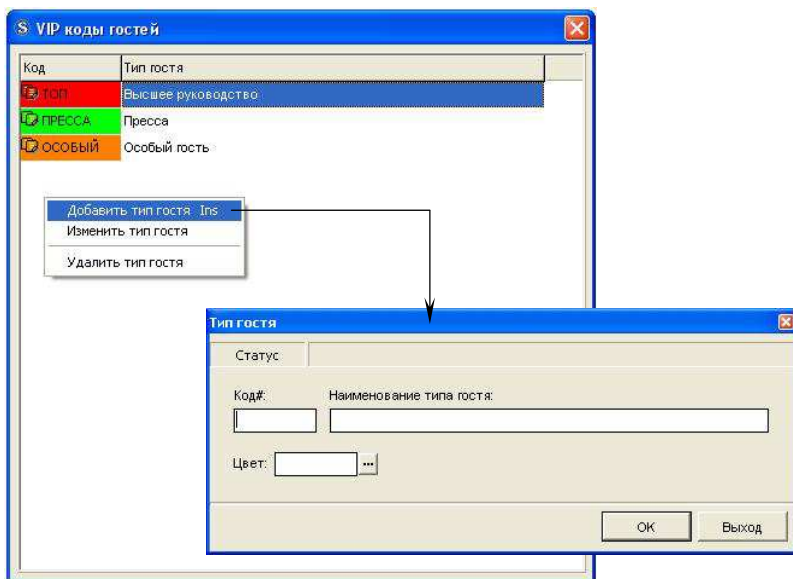 VIP коды гостей
Код Тип гостя
ТОП Высшее руководство
ПРЕССА Пресса
ОСОБЫЙ Особый гость
Добавить тип гостя Ins
Изменить тип гостя
Удалить тип гостя
Тип гостя
Статус
Код#: Наименование типа гостя:
Цвет: ...
OK Выход